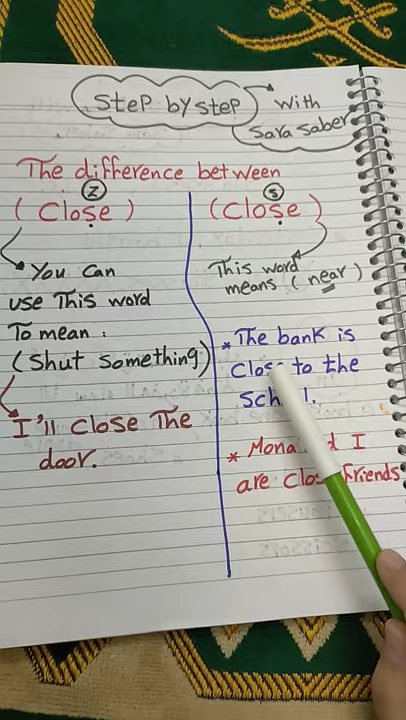 Step by step
with
Sara Saber
The difference between
z
(Close)
You can
use This word
To mean :
(Shut something)
I'll close The
door.
s
(Close)
This word
means (near)
* The bank is
close to the
* Mona I
are Friends